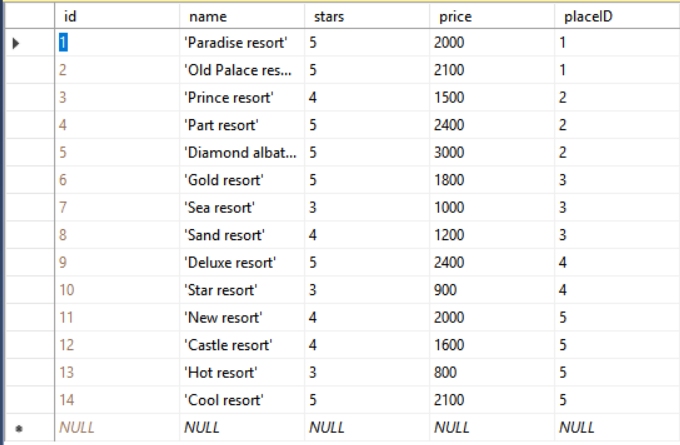 id name stars price placeID
1 'Paradise resort' 5 2000 1
2 'Old Palace res... 5 2100 1
3 'Prince resort' 4 1500 2
4 'Part resort' 5 2400 2
5 'Diamond albat... 5 3000 2
6 'Gold resort' 5 1800 3
7 'Sea resort' 3 1000 3
8 'Sand resort' 4 1200 3
9 'Deluxe resort' 5 2400 4
10 'Star resort' 3 900 4
11 'New resort' 4 2000 5
12 'Castle resort' 4 1600 5
13 'Hot resort' 3 800 5
14 'Cool resort' 5 2100 5
NULL NULL NULL NULL NULL